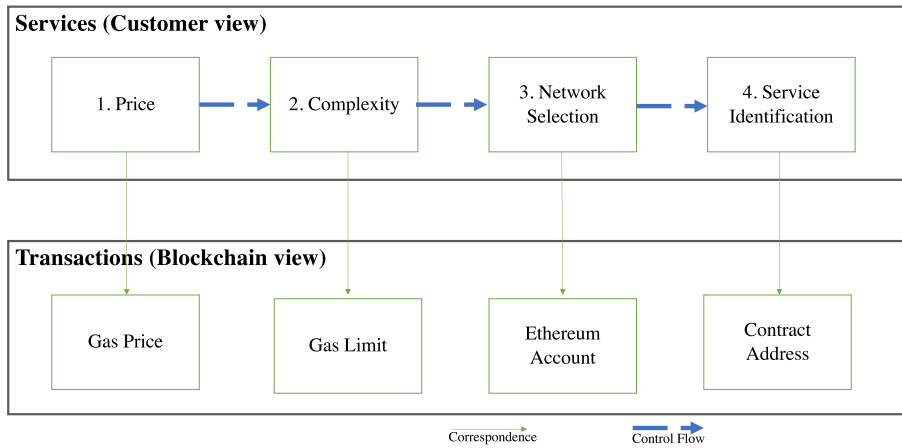 Services (Customer view)
1. Price
2. Complexity
3. Network
Selection
4. Service
Identification
Transactions (Blockchain view)
Gas Price
Gas Limit
Ethereum
Account
Contract
Address
Correspondence
Control Flow